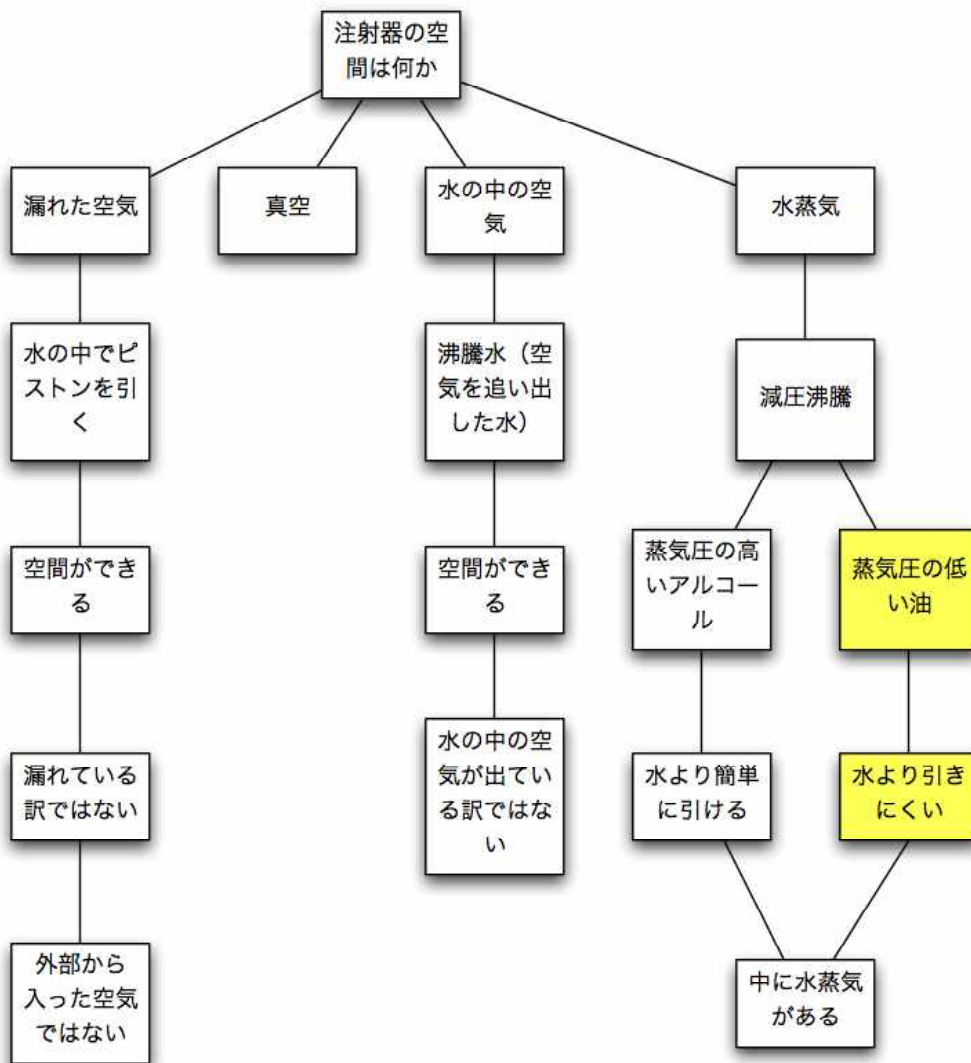 注射器の空
間は何か
漏れた空気
真空
水の中の空
気
水蒸気
水の中でピ
ストンを引
く
沸騰水（空
気を追い出
した水）
減圧沸騰
空間ができ
る
空間ができ
る
蒸気圧の高
いアルコー
ル
蒸気圧の低
い油
漏れている
訳ではない
水の中の空
気が出てい
る訳ではな
い
水より簡単
に引ける
水より引き
にくい
外部から
入った空気
ではない
中に水蒸気
がある